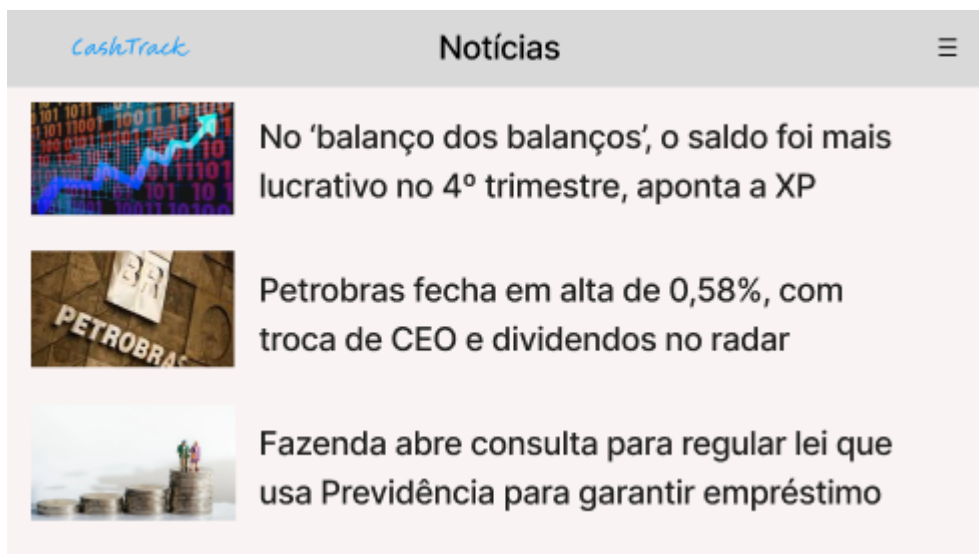 CashTrack
Notícias
No ‘balanço dos balanços’, o saldo foi mais
lucrativo no 4º trimestre, aponta a XP
BR
PETROBRAS
Petrobras fecha em alta de 0,58%, com
troca de CEO e dividendos no radar
Fazenda abre consulta para regular lei que
usa Previdência para garantir empréstimo